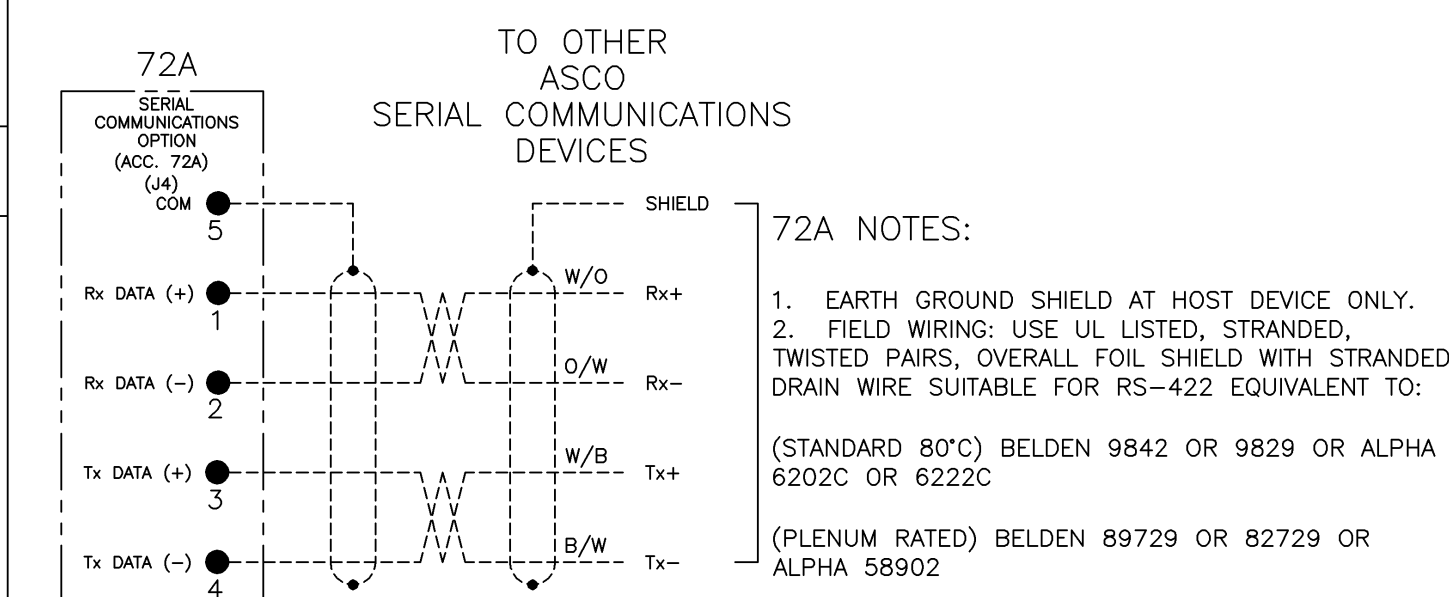 72A
SERIAL
COMMUNICATIONS
OPTION
(ACC. 72A)
(J4)
COM
5
Rx DATA (+)
1
Rx DATA (−)
2
Tx DATA (+)
3
Tx DATA (−)
4
TO OTHER
ASCO
SERIAL COMMUNICATIONS
DEVICES
SHIELD
W/O
Rx+
O/W
Rx−
W/B
Tx+
B/W
Tx−
72A NOTES:
1. EARTH GROUND SHIELD AT HOST DEVICE ONLY.
2. FIELD WIRING: USE UL LISTED, STRANDED,
TWISTED PAIRS, OVERALL FOIL SHIELD WITH STRANDED
DRAIN WIRE SUITABLE FOR RS−422 EQUIVALENT TO:
(STANDARD 80°C) BELDEN 9842 OR 9829 OR ALPHA
6202C OR 6222C
(PLENUM RATED) BELDEN 89729 OR 82729 OR
ALPHA 58902